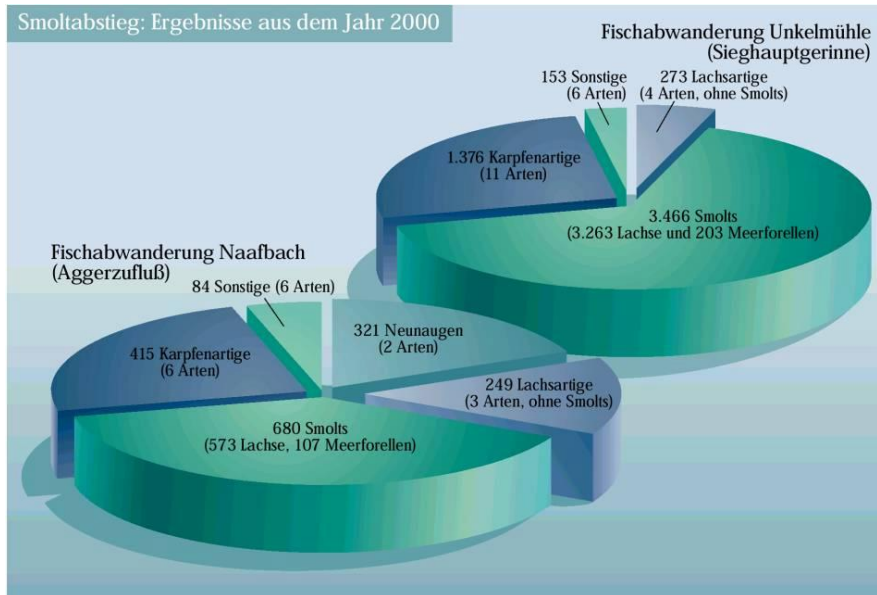 Smoltabstieg: Ergebnisse aus dem Jahr 2000
Fischabwanderung Unkelmühle
(Sieghauptgerinne)
153 Sonstige
(6 Arten)
273 Lachsartige
(4 Arten, ohne Smolts)
1.376 Karpfenartige
(11 Arten)
3.466 Smolts
(3.263 Lachse und 203 Meerforellen)
Fischabwanderung Naafbach
(Aggerzufluß)
84 Sonstige (6 Arten)
321 Neunaugen
(2 Arten)
415 Karpfenartige
(6 Arten)
249 Lachsartige
(3 Arten, ohne Smolts)
680 Smolts
(573 Lachse, 107 Meerforellen)